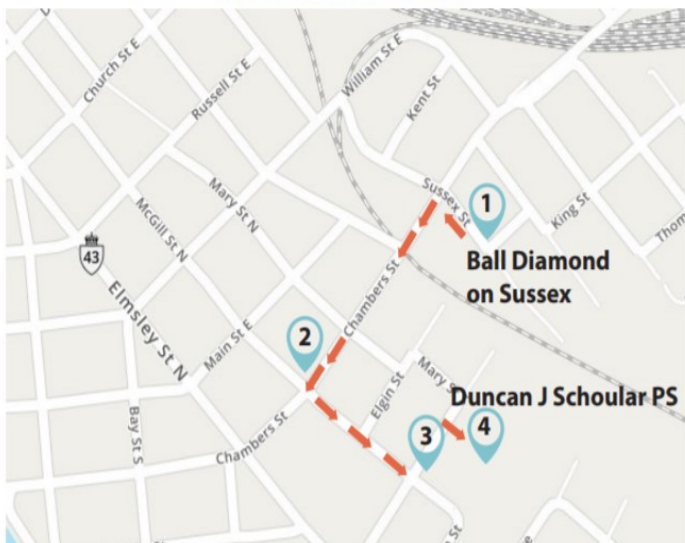 William St E
Church St E
Russell St E
Kent St
Sussex St
1
King St
Mary St N
McGill St N
43
Ball Diamond
on Sussex
Elmsley St N
Chambers St
2
Main St E
Mary S
Elgin St
Duncan J Schoular PS
Bay St S
Chambers St
3
4
n St